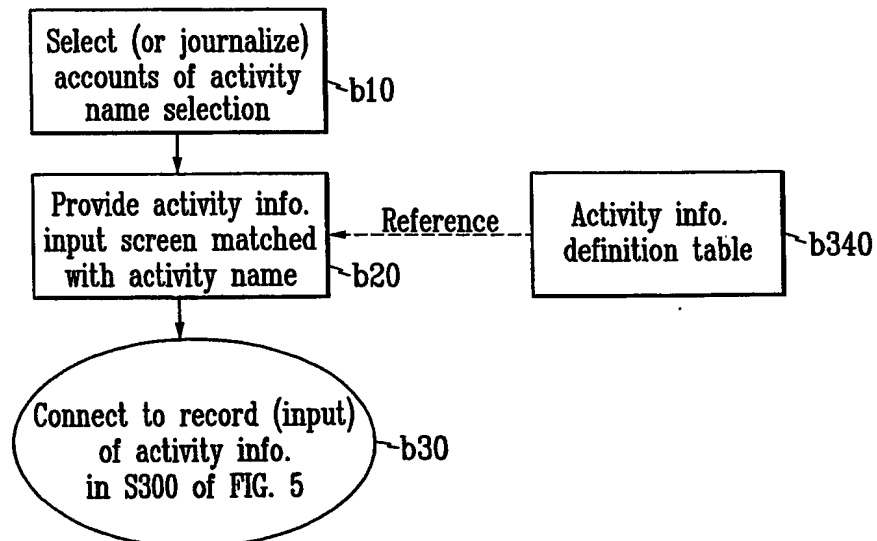 Select (or journalize)
accounts of activity
name selection
b10
Provide activity info.
input screen matched
with activity name
b20
Reference
Activity info.
definition table
b340
Connect to record (input)
of activity info.
in S300 of FIG. 5
b30